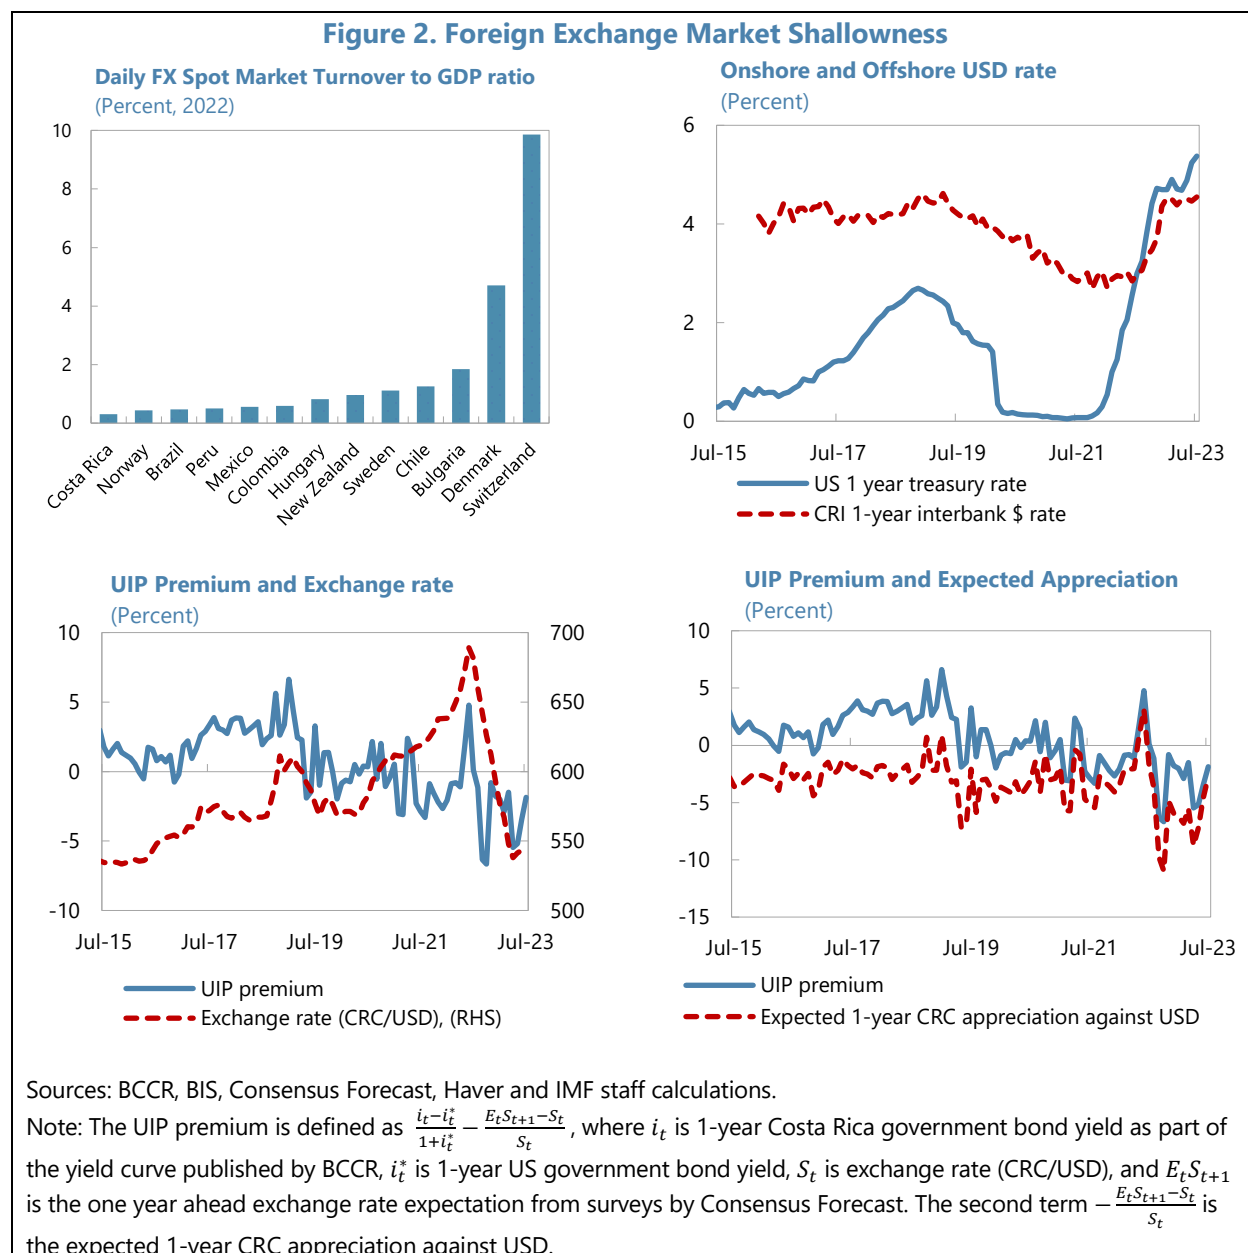 Figure 2. Foreign Exchange Market Shallowness
Daily FX Spot Market Turnover to GDP ratio
(Percent, 2022)
10
8
6
4
2
0
Costa Rica
Norway
Brazil
Peru
Mexico
Colombia
Hungary
New Zealand
Sweden
Chile
Bulgaria
Denmark
Switzerland
Onshore and Offshore USD rate
(Percent)
6
4
2
0
Jul-15 Jul-17 Jul-19 Jul-21 Jul-23
US 1 year treasury rate
CRI 1-year interbank $ rate
UIP Premium and Exchange rate
(Percent)
10 700
5 650
0 600
-5 550
-10 500
Jul-15 Jul-17 Jul-19 Jul-21 Jul-23
UIP premium
Exchange rate (CRC/USD), (RHS)
UIP Premium and Expected Appreciation
(Percent)
10
5
0
-5
-10
-15
Jul-15 Jul-17 Jul-19 Jul-21 Jul-23
UIP premium
Expected 1-year CRC appreciation against USD
Sources: BCCR, BIS, Consensus Forecast, Haver and IMF staff calculations.
Note: The UIP premium is defined as $\frac{i_t-i_t^*}{1+i_t^*} - \frac{E_tS_{t+1}-S_t}{S_t}$, where $i_t$ is 1-year Costa Rica government bond yield as part of
the yield curve published by BCCR, $i_t^*$ is 1-year US government bond yield, $S_t$ is exchange rate (CRC/USD), and $E_tS_{t+1}$
is the one year ahead exchange rate expectation from surveys by Consensus Forecast. The second term $-\frac{E_tS_{t+1}-S_t}{S_t}$ is
the expected 1-year CRC appreciation against USD.